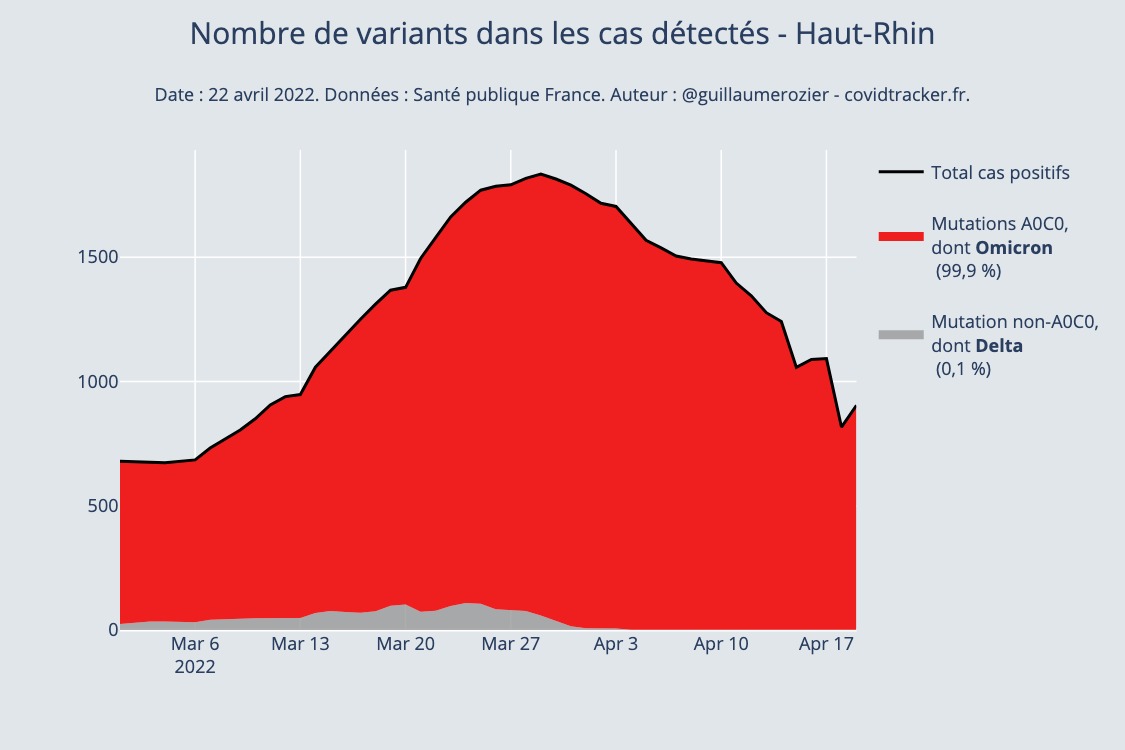 Nombre de variants dans les cas détectés - Haut-Rhin
Date : 22 avril 2022. Données : Santé publique France. Auteur : @guillaumerozier - covidtracker.fr.
Total cas positifs
Mutations A0C0,
dont Omicron
(99,9 %)
Mutation non-A0C0,
dont Delta
(0,1 %)
1500
1000
500
0
Mar 6
2022
Mar 13
Mar 20
Mar 27
Apr 3
Apr 10
Apr 17